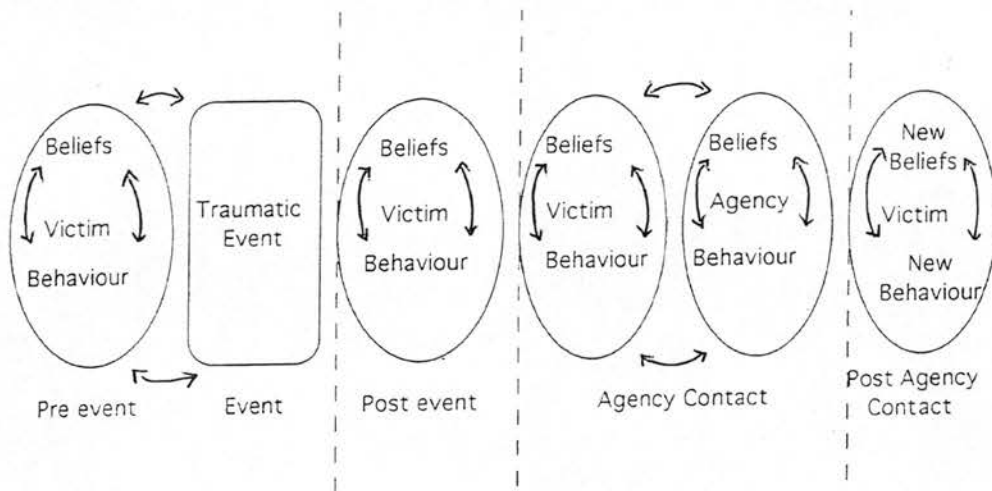 Beliefs
Victim
Behaviour
Pre event
Traumatic
Event
Event
Beliefs
Victim
Behaviour
Post event
Beliefs
Victim
Behaviour
Beliefs
Agency
Behaviour
Agency Contact
New
Beliefs
Victim
New
Behaviour
Post Agency
Contact